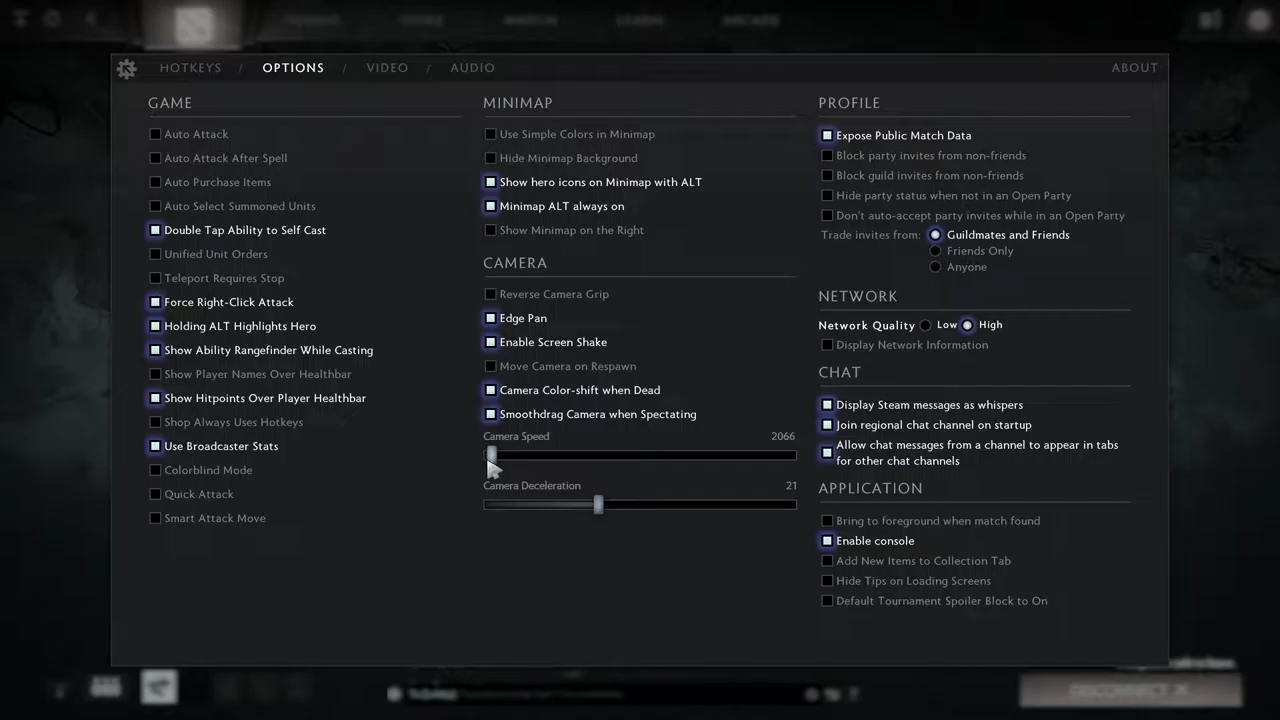 HOTKEYS / OPTIONS / VIDEO / AUDIO
ABOUT
GAME
Auto Attack
Auto Attack After Spell
Auto Purchase Items
Auto Select Summoned Units
Double Tap Ability to Self Cast
Unified Unit Orders
Teleport Requires Stop
Force Right-Click Attack
Holding ALT Highlights Hero
Show Ability Rangefinder While Casting
Show Player Names Over Healthbar
Show Hitpoints Over Player Healthbar
Shop Always Uses Hotkeys
Use Broadcaster Stats
Colorblind Mode
Quick Attack
Smart Attack Move
MINIMAP
Use Simple Colors in Minimap
Hide Minimap Background
Show hero icons on Minimap with ALT
Minimap ALT always on
Show Minimap on the Right
CAMERA
Reverse Camera Grip
Edge Pan
Enable Screen Shake
Move Camera on Respawn
Camera Color-shift when Dead
Smoothdrag Camera when Spectating
Camera Speed 2066
Camera Deceleration 21
PROFILE
Expose Public Match Data
Block party invites from non-friends
Block guild invites from non-friends
Hide party status when not in an Open Party
Don't auto-accept party invites while in an Open Party
Trade invites from: Guildmates and Friends
Friends Only
Anyone
NETWORK
Network Quality Low High
Display Network Information
CHAT
Display Steam messages as whispers
Join regional chat channel on startup
Allow chat messages from a channel to appear in tabs
for other chat channels
APPLICATION
Bring to foreground when match found
Enable console
Add New Items to Collection Tab
Hide Tips on Loading Screens
Default Tournament Spoiler Block to On
DISCONNECT